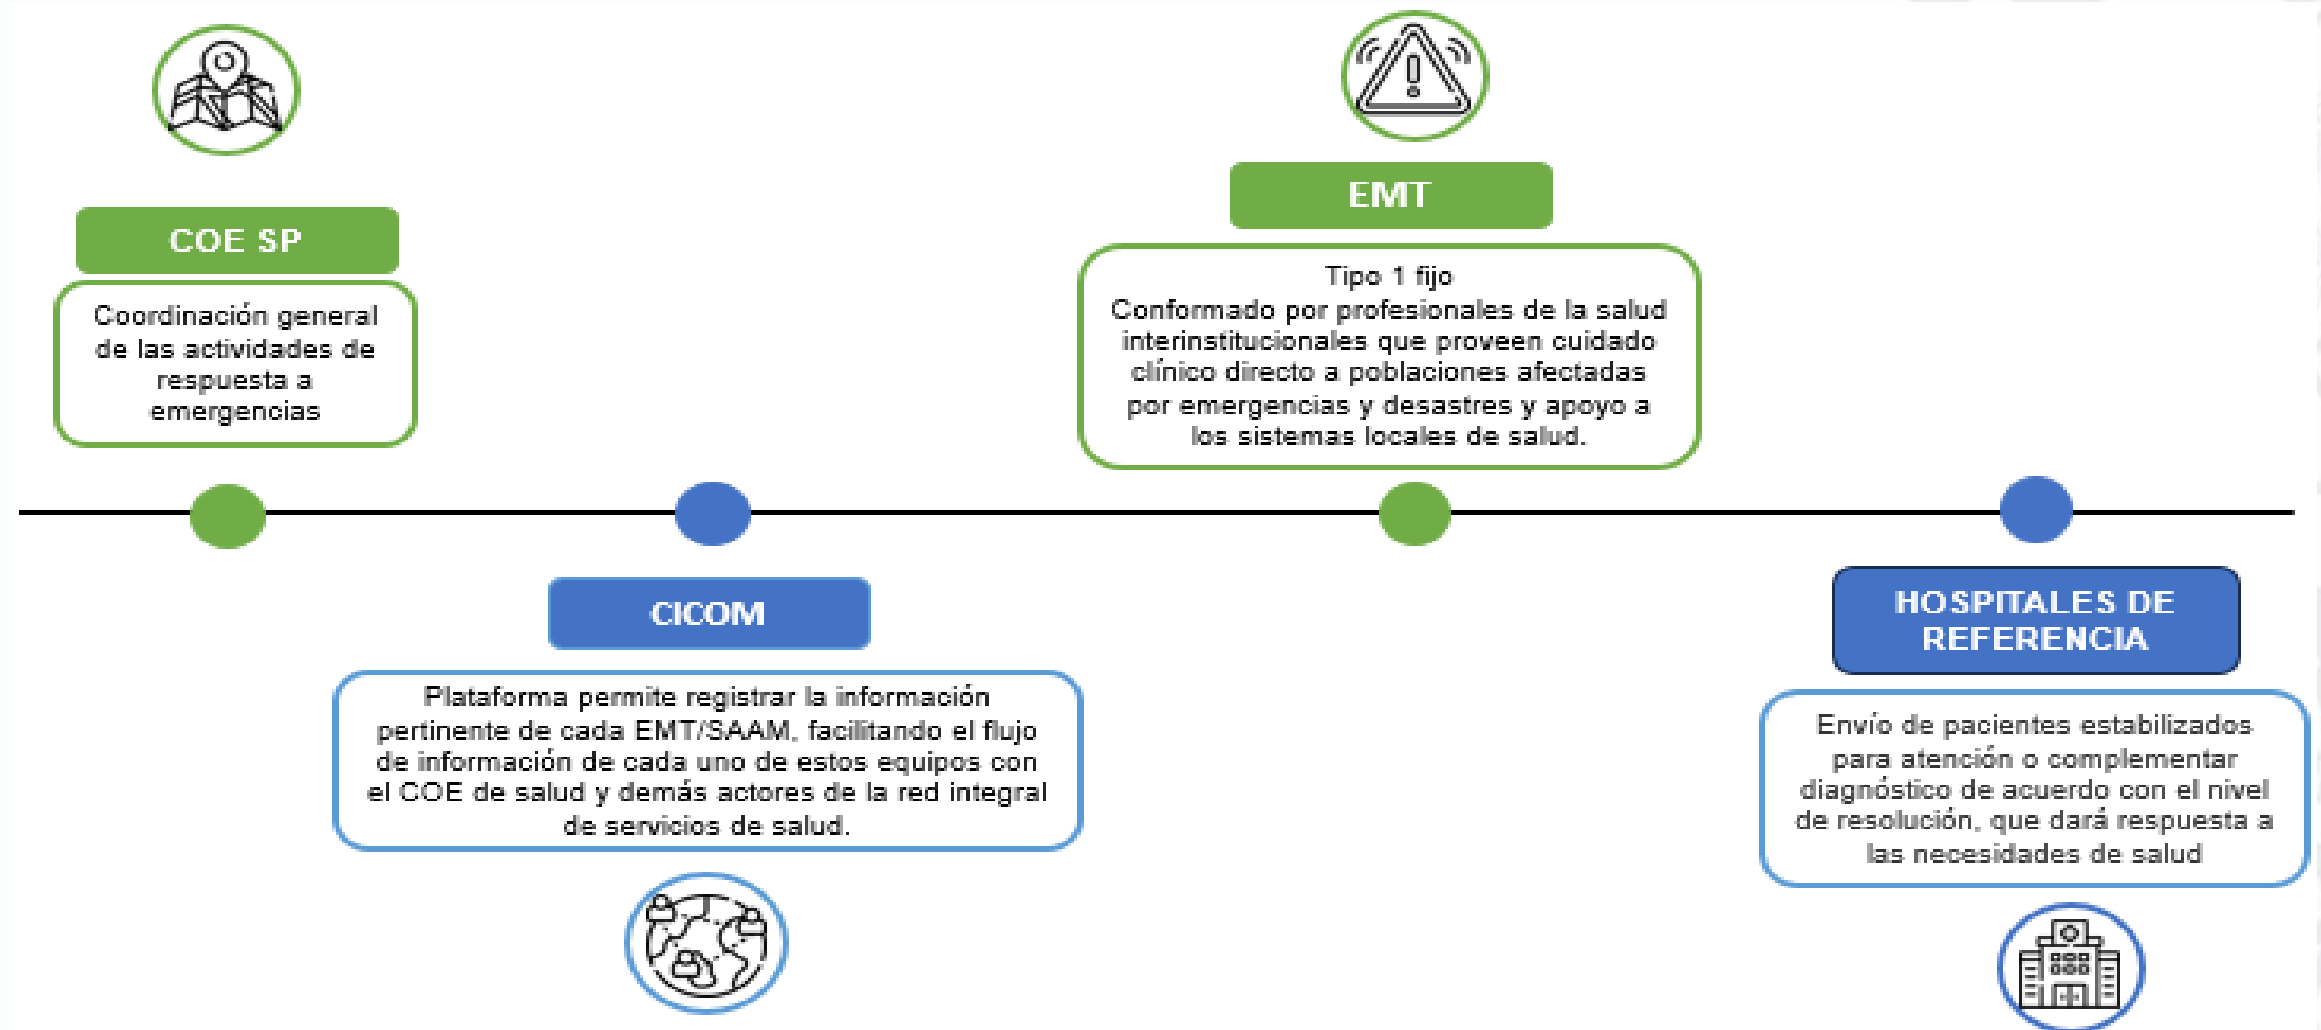 COE SP
Coordinación general
de las actividades de
respuesta a
emergencias
CICOM
Plataforma permite registrar la información
pertinente de cada EMT/SAAM, facilitando el flujo
de información de cada uno de estos equipos con
el COE de salud y demás actores de la red integral
de servicios de salud.
EMT
Tipo 1 fijo
Conformado por profesionales de la salud
interinstitucionales que proveen cuidado
clínico directo a poblaciones afectadas
por emergencias y desastres y apoyo a
los sistemas locales de salud.
HOSPITALES DE
REFERENCIA
Envío de pacientes estabilizados
para atención o complementar
diagnóstico de acuerdo con el nivel
de resolución, que dará respuesta a
las necesidades de salud